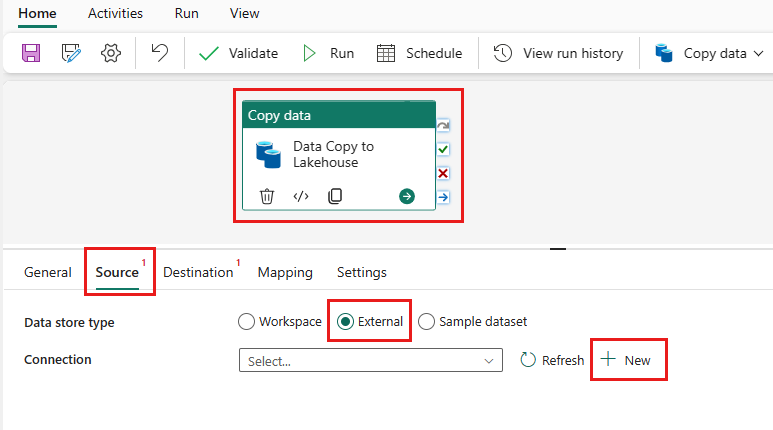 Home Activities Run View
Validate Run Schedule View run history Copy data
Copy data
Data Copy to
Lakehouse
General Source 1 Destination 1 Mapping Settings
Data store type Workspace External Sample dataset
Connection Select... Refresh New